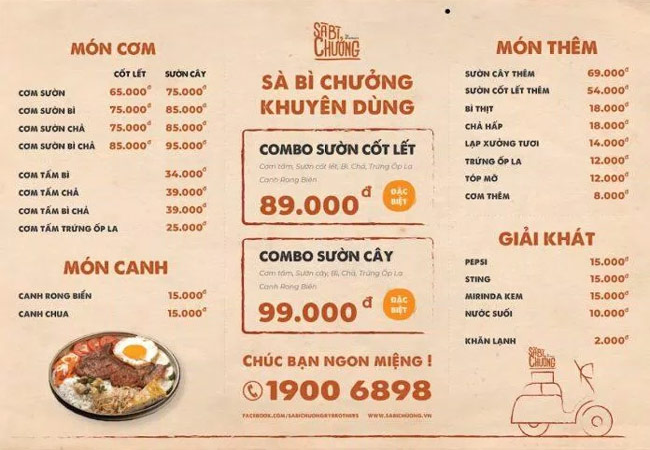 MÓN CƠM
CỐT LẾT SƯỜN CÂY
CƠM SƯỜN 65.000đ 75.000đ
CƠM SƯỜN BÌ 75.000đ 85.000đ
CƠM SƯỜN CHẢ 75.000đ 85.000đ
CƠM SƯỜN BÌ CHẢ 85.000đ 95.000đ
CƠM TẤM BÌ 34.000đ
CƠM TẤM CHẢ 39.000đ
CƠM TẤM BÌ CHẢ 39.000đ
CƠM TẤM TRỨNG ỐP LA 25.000đ
MÓN CANH
CANH RONG BIỂN 15.000đ
CANH CHUA 15.000đ
SÀ BÌ
CHƯỞNG
SÀ BÌ CHƯỞNG
KHUYÊN DÙNG
COMBO SƯỜN CỐT LẾT
Cơm tấm, Sườn cốt lết, Bì, Chả, Trứng Ốp La
Canh Rong Biển
89.000đ
ĐẶC
BIỆT
COMBO SƯỜN CÂY
Cơm tấm, Sườn cây, Bì, Chả, Trứng Ốp La
Canh Rong Biển
99.000đ
ĐẶC
BIỆT
CHÚC BẠN NGON MIỆNG !
1900 6898
FACEBOOK.COM/SABICHUONGBYBROTHERS WWW.SABICHUONG.VN
MÓN THÊM
SƯỜN CÂY THÊM 69.000đ
SƯỜN CỐT LẾT THÊM 54.000đ
BÌ THỊT 18.000đ
CHẢ HẤP 18.000đ
LẠP XƯỞNG TƯƠI 14.000đ
TRỨNG ỐP LA 12.000đ
TÓP MỠ 12.000đ
CƠM THÊM 8.000đ
GIẢI KHÁT
PEPSI 15.000đ
STING 15.000đ
MIRINDA KEM 15.000đ
NƯỚC SUỐI 10.000đ
KHĂN LẠNH 2.000đ
SÀ BÌ
CHƯỞNG